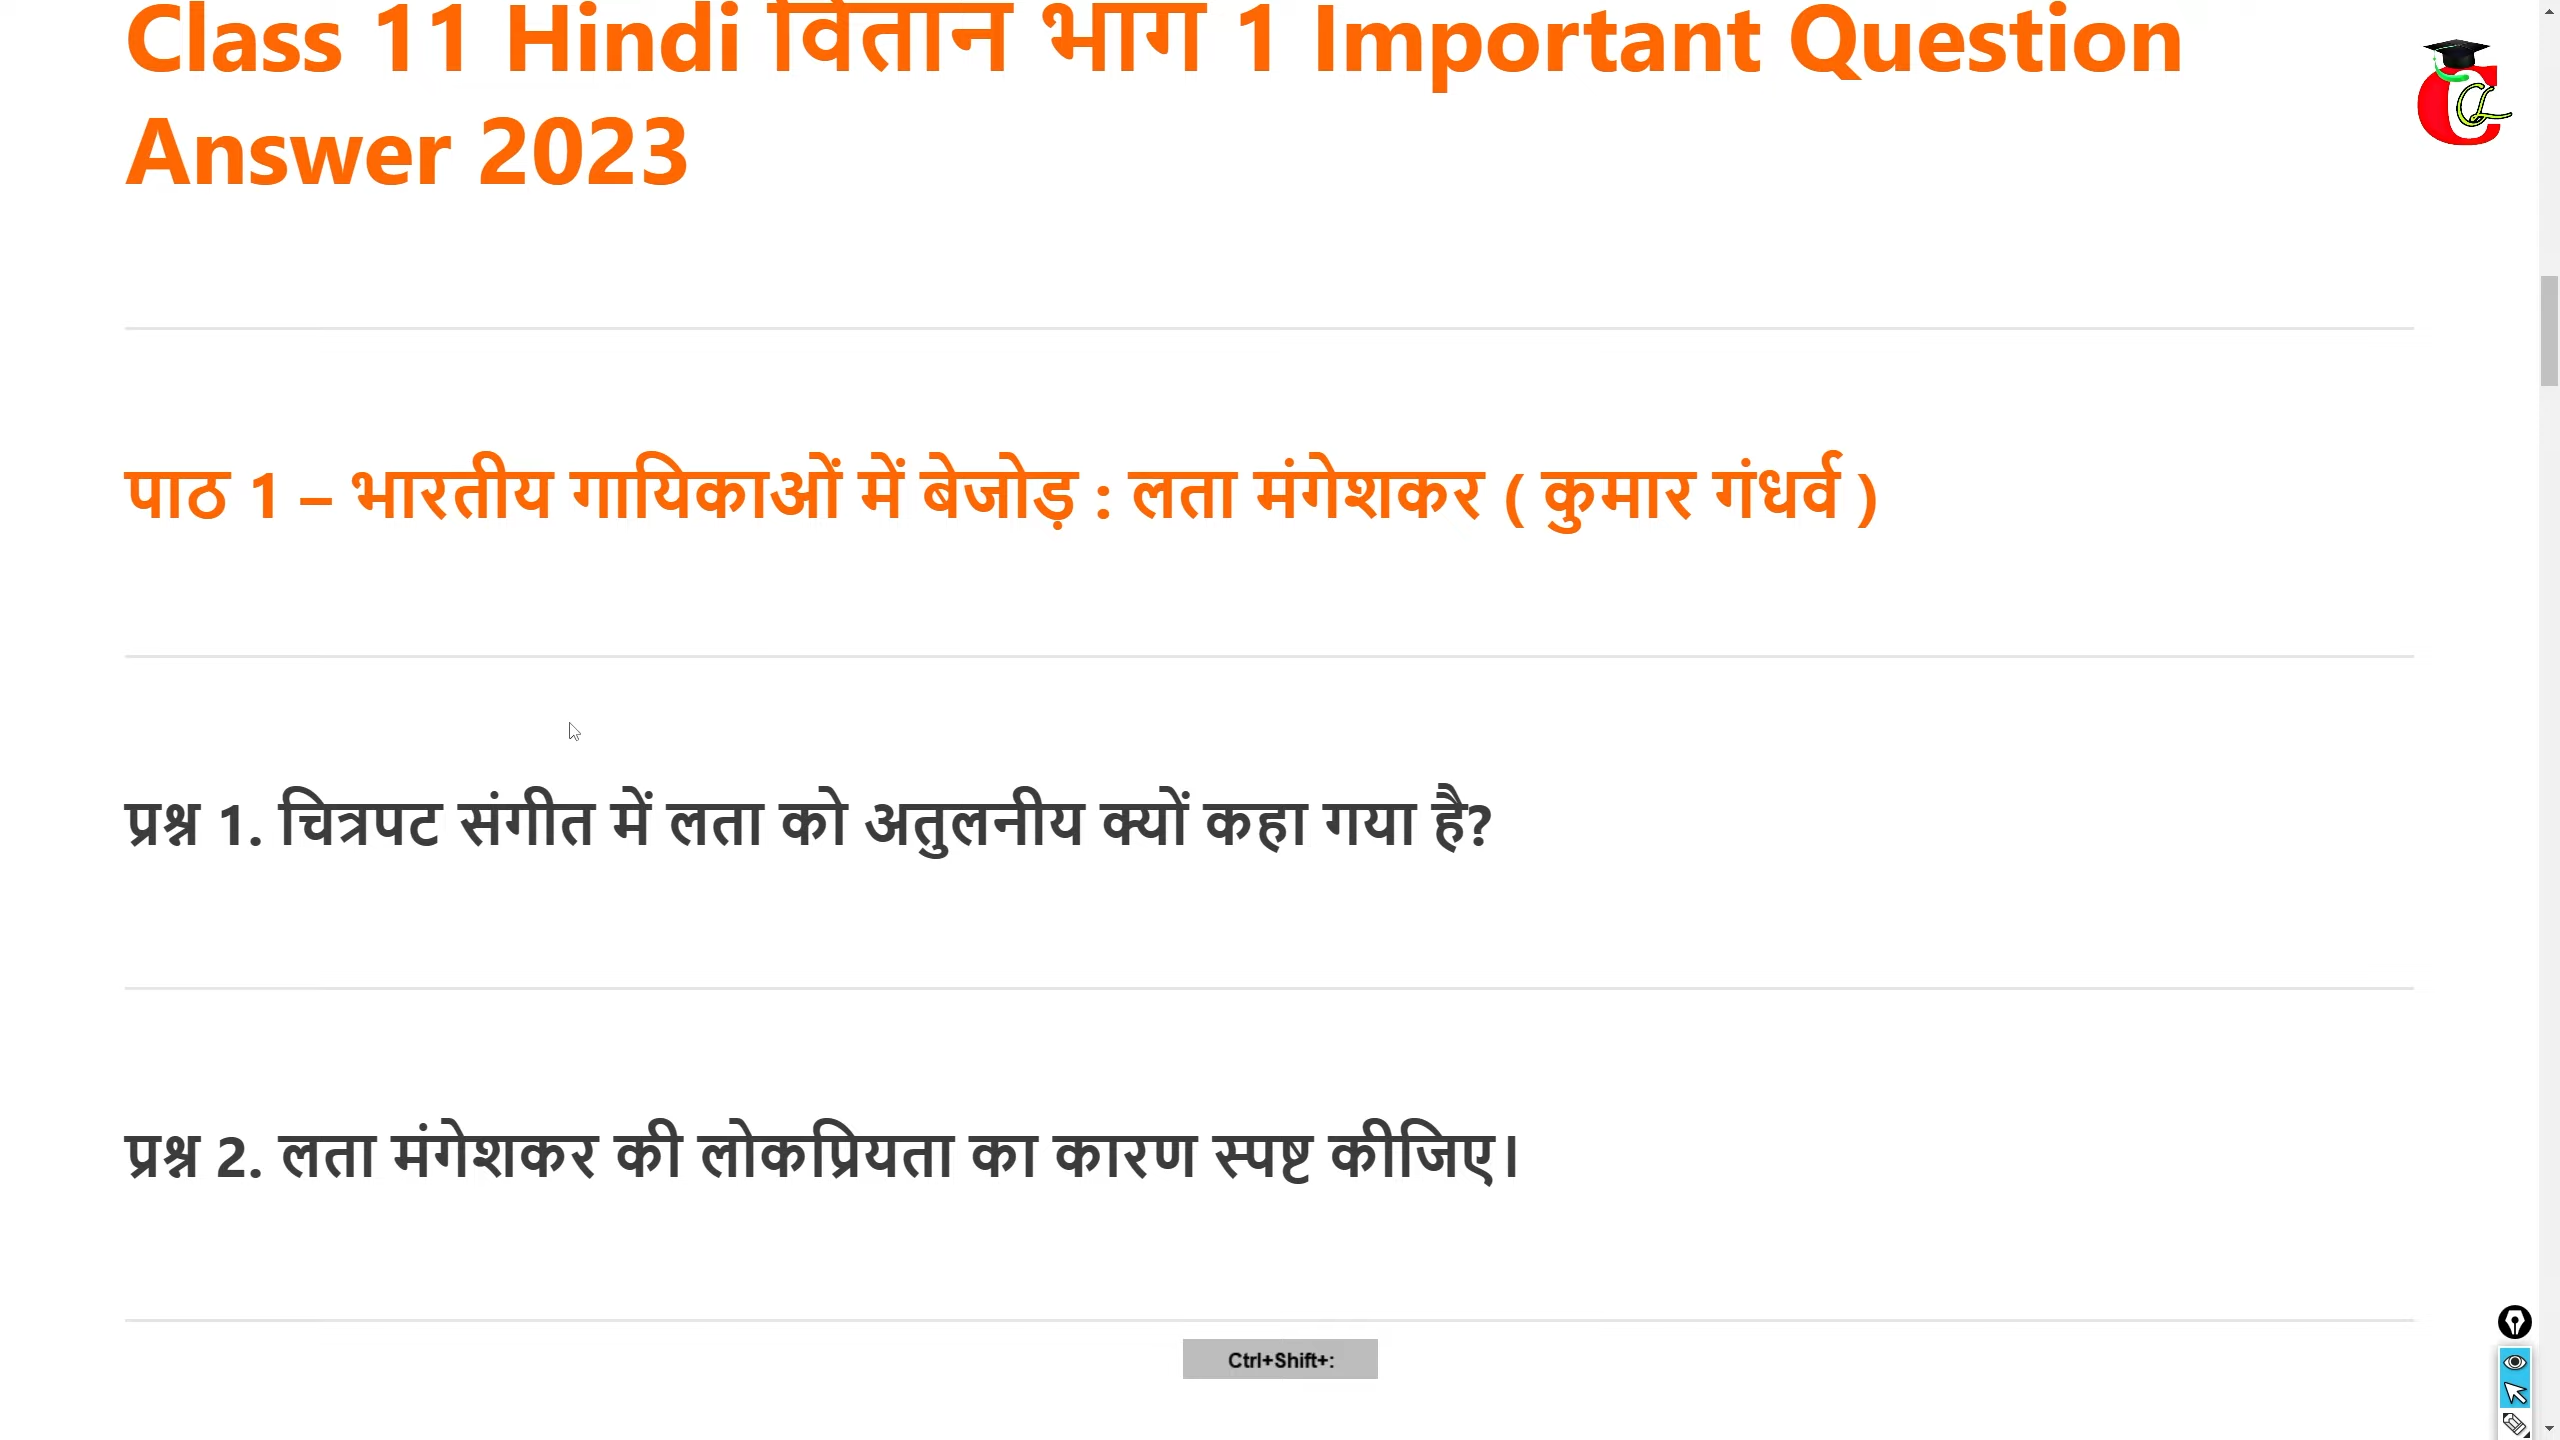 Class 11 Hindi वितान भाग 1 Important Question
Answer 2023
पाठ 1 – भारतीय गायिकाओं में बेजोड़ : लता मंगेशकर ( कुमार गंधर्व )
प्रश्न 1. चित्रपट संगीत में लता को अतुलनीय क्यों कहा गया है?
प्रश्न 2. लता मंगेशकर की लोकप्रियता का कारण स्पष्ट कीजिए।
Ctrl+Shift+: